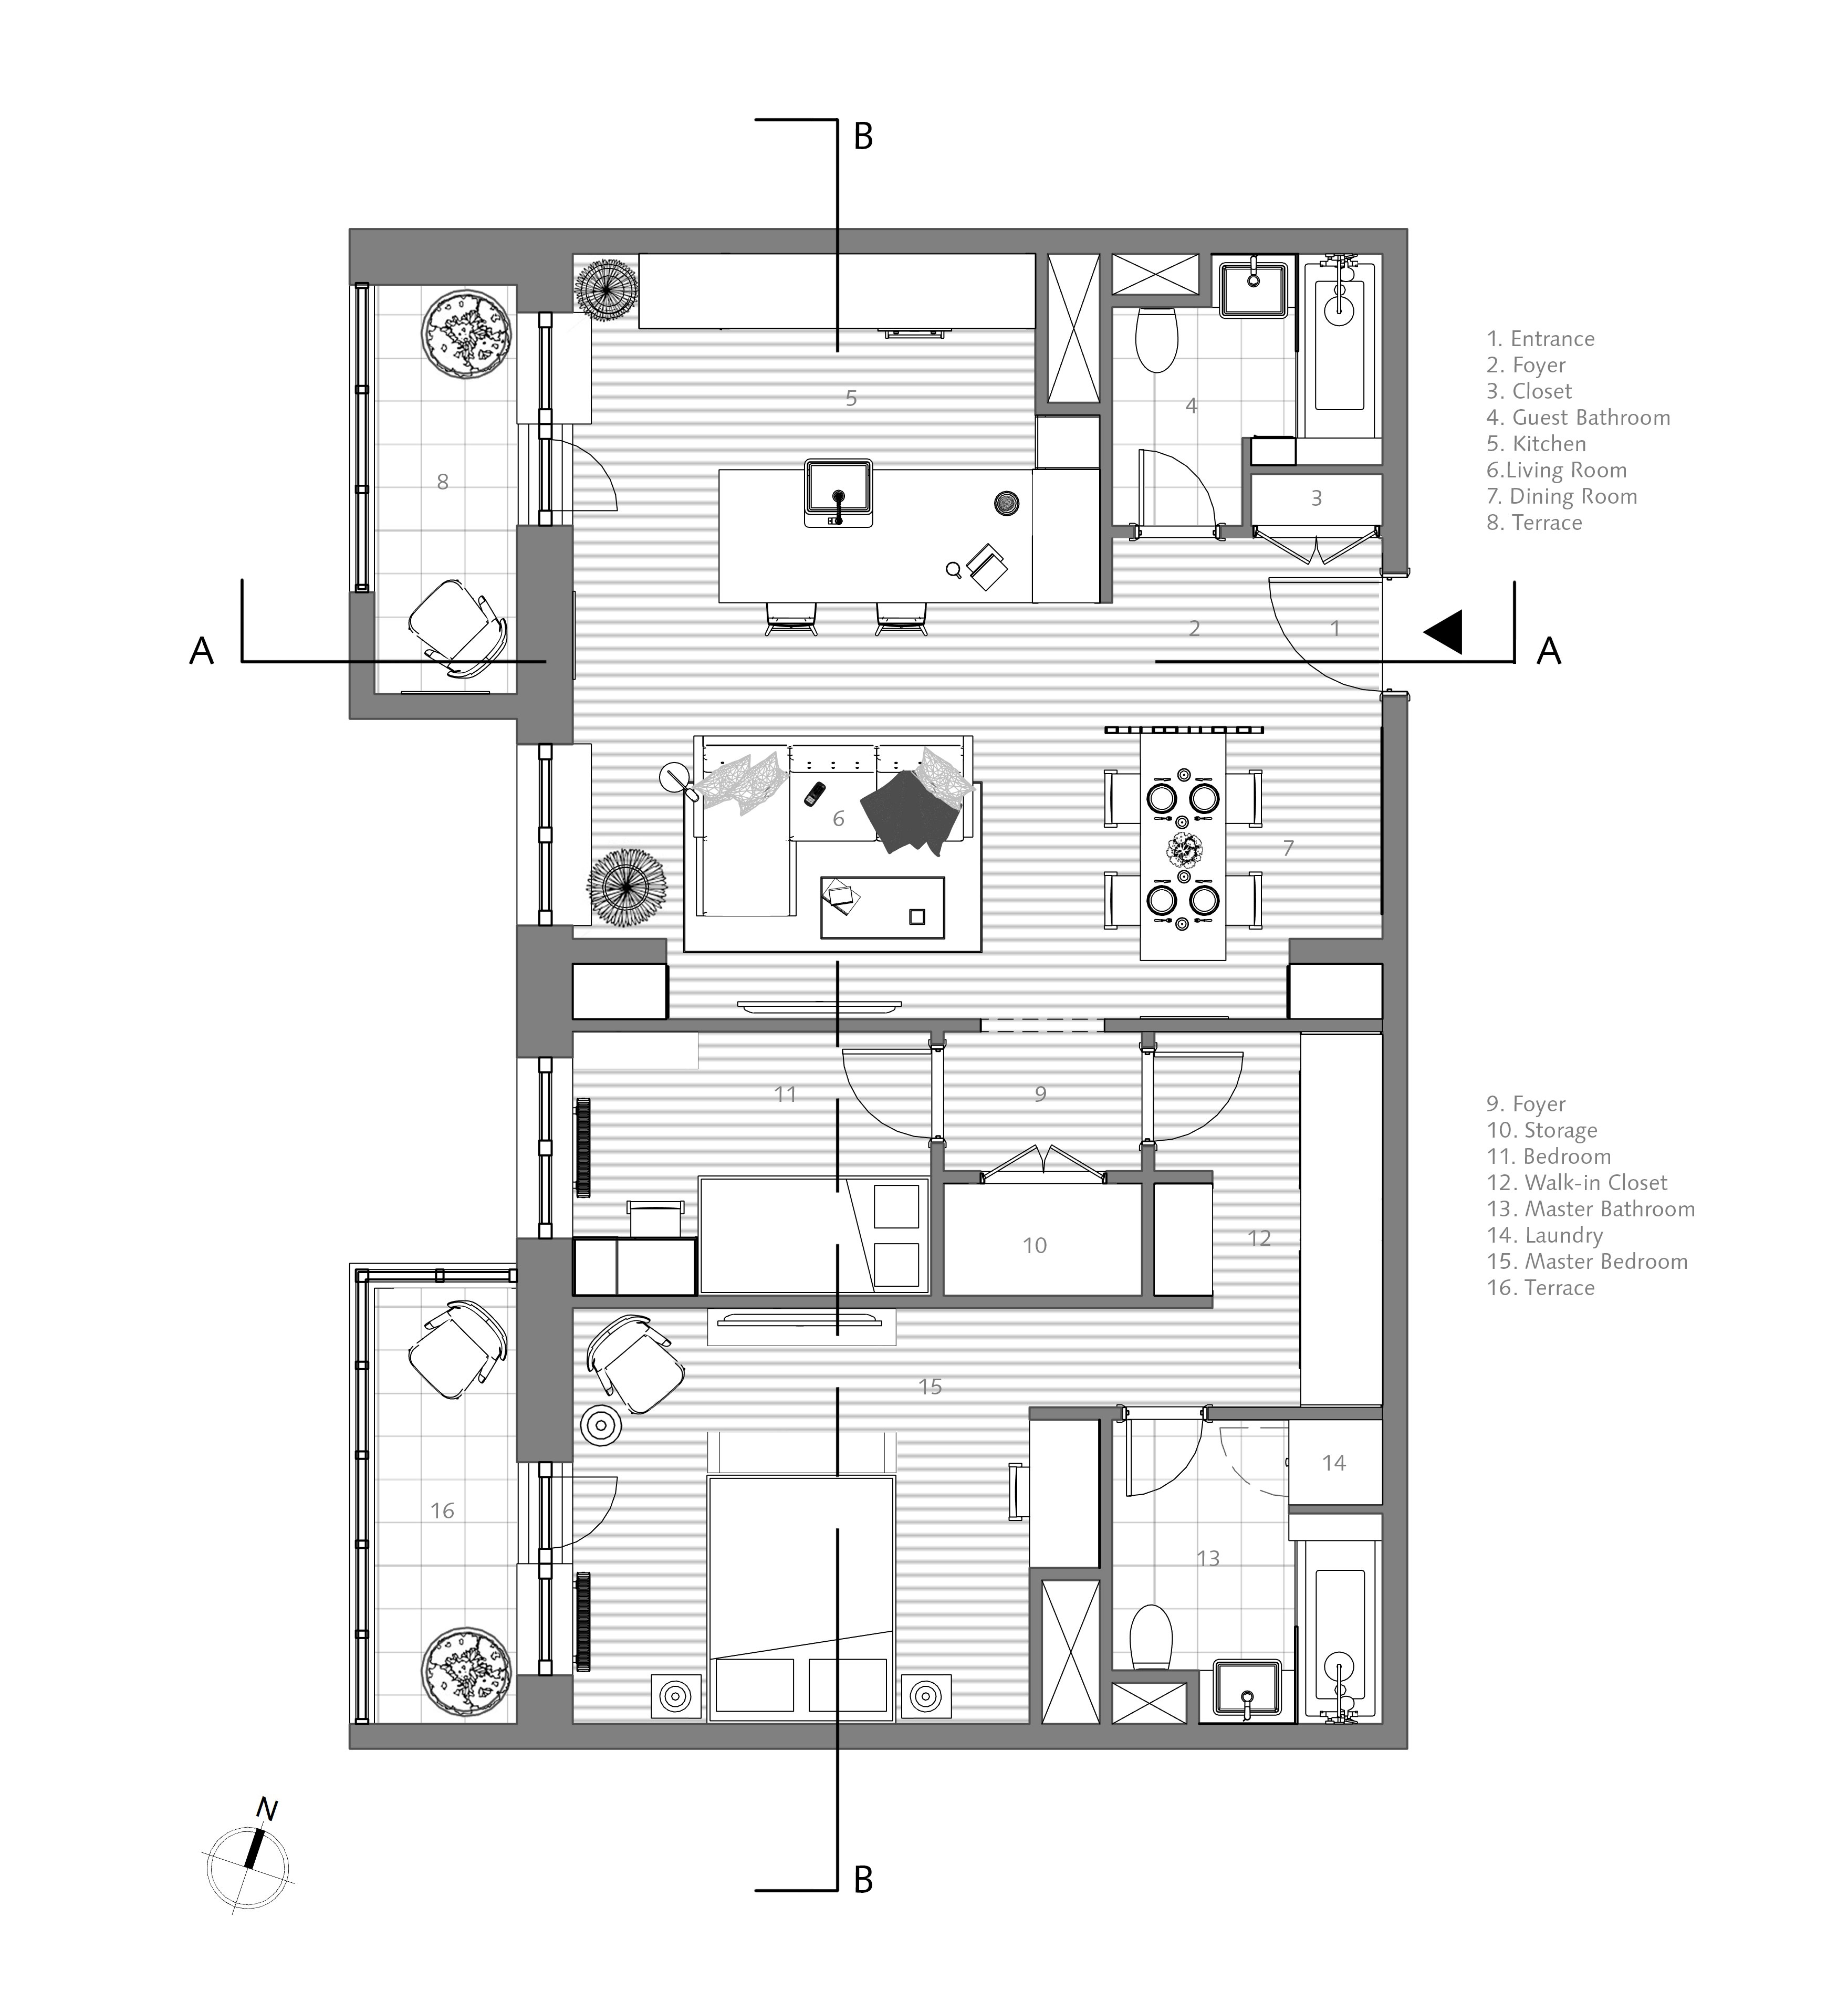 B
5
4
8
3
1. Entrance
2. Foyer
3. Closet
4. Guest Bathroom
5. Kitchen
6.Living Room
7. Dining Room
8. Terrace
A
2
1
A
6
7
11
9
10
12
9. Foyer
10. Storage
11. Bedroom
12. Walk-in Closet
13. Master Bathroom
14. Laundry
15. Master Bedroom
16. Terrace
15
14
16
13
N
B